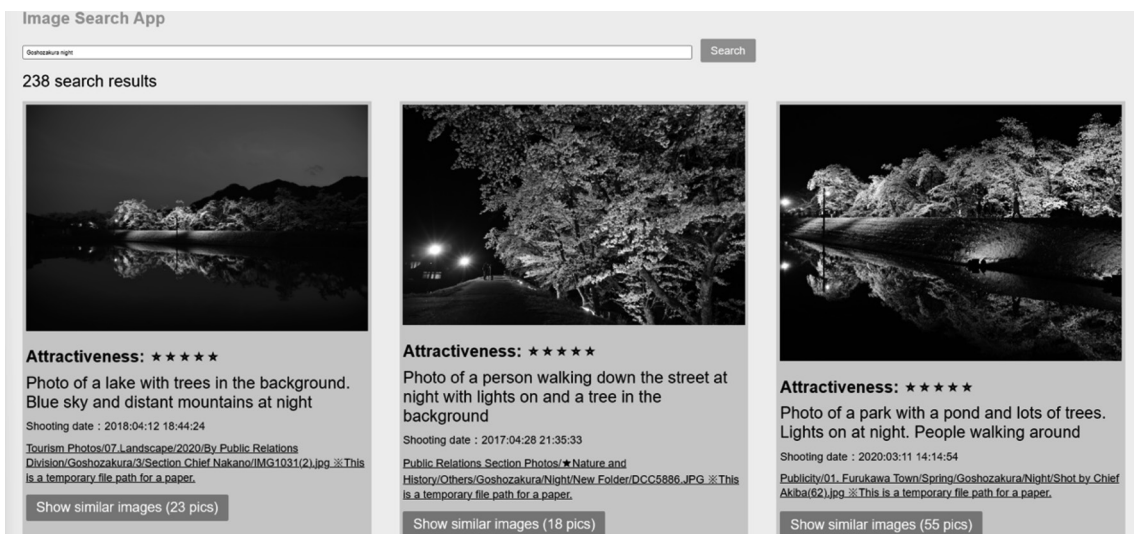 Image Search App
Goshozakura night
Search
238 search results
Attractiveness: ★★★★★
Photo of a lake with trees in the background.
Blue sky and distant mountains at night
Shooting date：2018:04:12 18:44:24
Tourism Photos/07.Landscape/2020/By Public Relations
Division/Goshozakura/3/Section Chief Nakano/IMG1031(2).jpg ※This
is a temporary file path for a paper.
Show similar images (23 pics)
Attractiveness: ★★★★★
Photo of a person walking down the street at
night with lights on and a tree in the
background
Shooting date：2017:04:28 21:35:33
Public Relations Section Photos/★Nature and
History/Others/Goshozakura/Night/New Folder/DCC5886.JPG ※This
is a temporary file path for a paper.
Show similar images (18 pics)
Attractiveness: ★★★★★
Photo of a park with a pond and lots of trees.
Lights on at night. People walking around
Shooting date：2020:03:11 14:14:54
Publicity/01. Furukawa Town/Spring/Goshozakura/Night/Shot by Chief
Akiba(62).jpg ※This is a temporary file path for a paper.
Show similar images (55 pics)